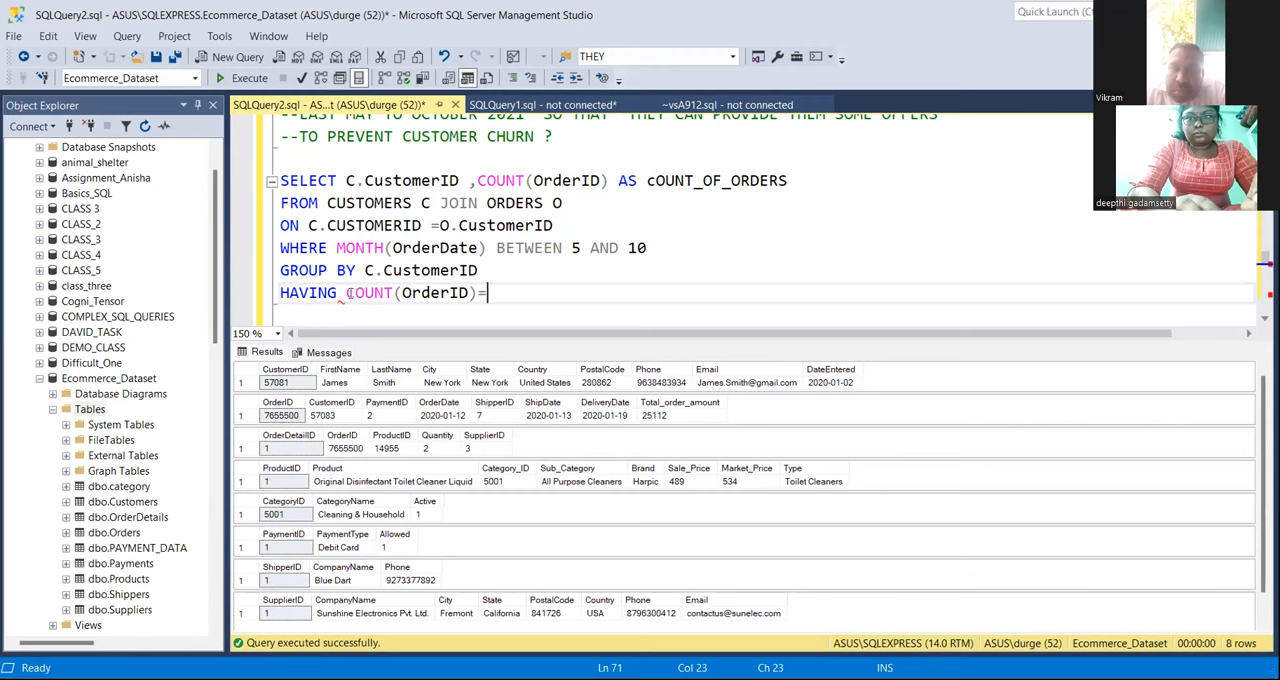 SQLQuery2.sql - ASUS\SQLEXPRESS.Ecommerce_Dataset (ASUS\durge (52))* - Microsoft SQL Server Management Studio
Quick Launch (Ct
File Edit View Query Project Tools Window Help
New Query
THEY
Ecommerce_Dataset
Execute
Object Explorer
SQLQuery2.sql - AS...t (ASUS\durge (52))*
SQLQuery1.sql - not connected*
~vsA912.sql - not connected
Connect
Database Snapshots
animal_shelter
Assignment_Anisha
Basics_SQL
CLASS 3
CLASS_2
CLASS_3
CLASS_4
CLASS_5
class_three
Cogni_Tensor
COMPLEX_SQL_QUERIES
DAVID_TASK
DEMO_CLASS
Difficult_One
Ecommerce_Dataset
Database Diagrams
Tables
System Tables
FileTables
External Tables
Graph Tables
dbo.category
dbo.Customers
dbo.OrderDetails
dbo.Orders
dbo.PAYMENT_DATA
dbo.Payments
dbo.Products
dbo.Shippers
dbo.Suppliers
Views
--LAST MAY TO OCTOBER 2021 SO THAT THEY CAN PROVIDE THEM SOME OFFERS
--TO PREVENT CUSTOMER CHURN ?
SELECT C.CustomerID ,COUNT(OrderID) AS cOUNT_OF_ORDERS
FROM CUSTOMERS C JOIN ORDERS O
ON C.CUSTOMERID =O.CustomerID
WHERE MONTH(OrderDate) BETWEEN 5 AND 10
GROUP BY C.CustomerID
HAVING COUNT(OrderID)=
150 %
Results Messages
CustomerID FirstName LastName City State Country PostalCode Phone Email DateEntered
1 57081 James Smith New York New York United States 280862 9638483934 James.Smith@gmail.com 2020-01-02
OrderID CustomerID PaymentID OrderDate ShipperID ShipDate DeliveryDate Total_order_amount
1 7655500 57083 2 2020-01-12 7 2020-01-13 2020-01-19 25112
OrderDetailID OrderID ProductID Quantity SupplierID
1 1 7655500 14955 2 3
ProductID Product Category_ID Sub_Category Brand Sale_Price Market_Price Type
1 1 Original Disinfectant Toilet Cleaner Liquid 5001 All Purpose Cleaners Harpic 489 534 Toilet Cleaners
CategoryID CategoryName Active
1 5001 Cleaning & Household 1
PaymentID PaymentType Allowed
1 1 Debit Card 1
ShipperID CompanyName Phone
1 1 Blue Dart 9273377892
SupplierID CompanyName City State PostalCode Country Phone Email
1 1 Sunshine Electronics Pvt. Ltd. Fremont California 841726 USA 8796300412 contactus@sunelec.com
Query executed successfully.
ASUS\SQLEXPRESS (14.0 RTM) ASUS\durge (52) Ecommerce_Dataset 00:00:00 8 rows
Ready
Ln 71 Col 23 Ch 23 INS
Vikram
deepthi gadamsetty